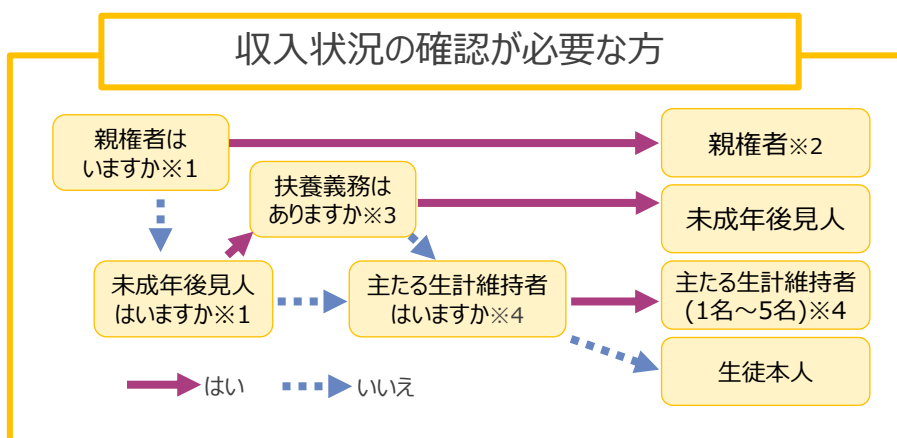 収入状況の確認が必要な方
親権者は
いますか※1
親権者※2
扶養義務は
ありますか※3
未成年後見人
未成年後見人
はいますか※1
主たる生計維持者
はいますか※4
主たる生計維持者
(1名～5名)※4
生徒本人
はい
いいえ